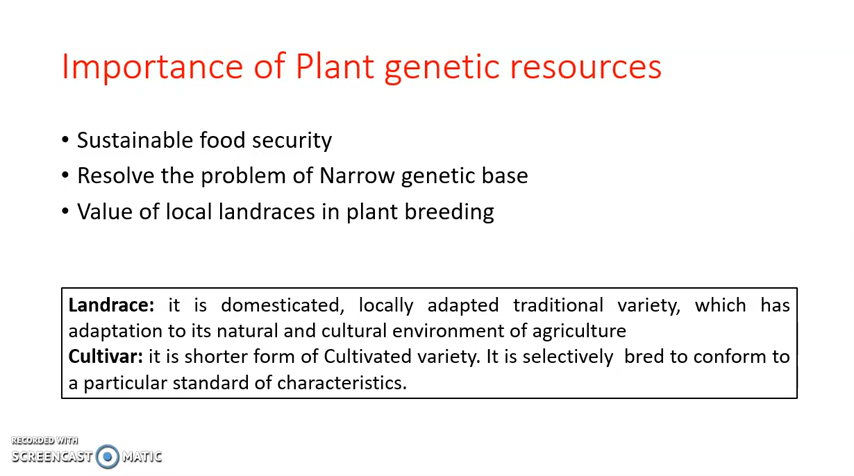 Importance of Plant genetic resources
• Sustainable food security
• Resolve the problem of Narrow genetic base
• Value of local landraces in plant breeding
Landrace: it is domesticated, locally adapted traditional variety, which has
adaptation to its natural and cultural environment of agriculture
Cultivar: it is shorter form of Cultivated variety. It is selectively bred to conform to
a particular standard of characteristics.
RECORDED WITH
SCREENCAST MATIC